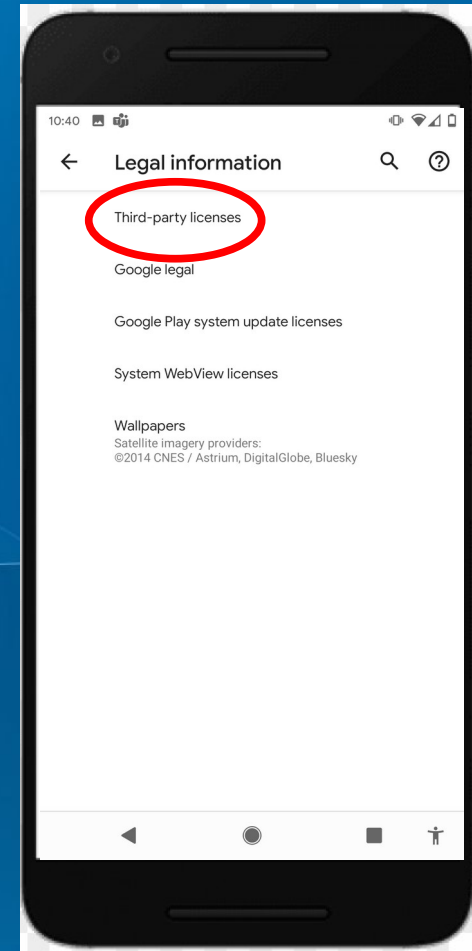 10:40
Legal information
Third-party licenses
Google legal
Google Play system update licenses
System WebView licenses
Wallpapers
Satellite imagery providers:
©2014 CNES / Astrium, DigitalGlobe, Bluesky